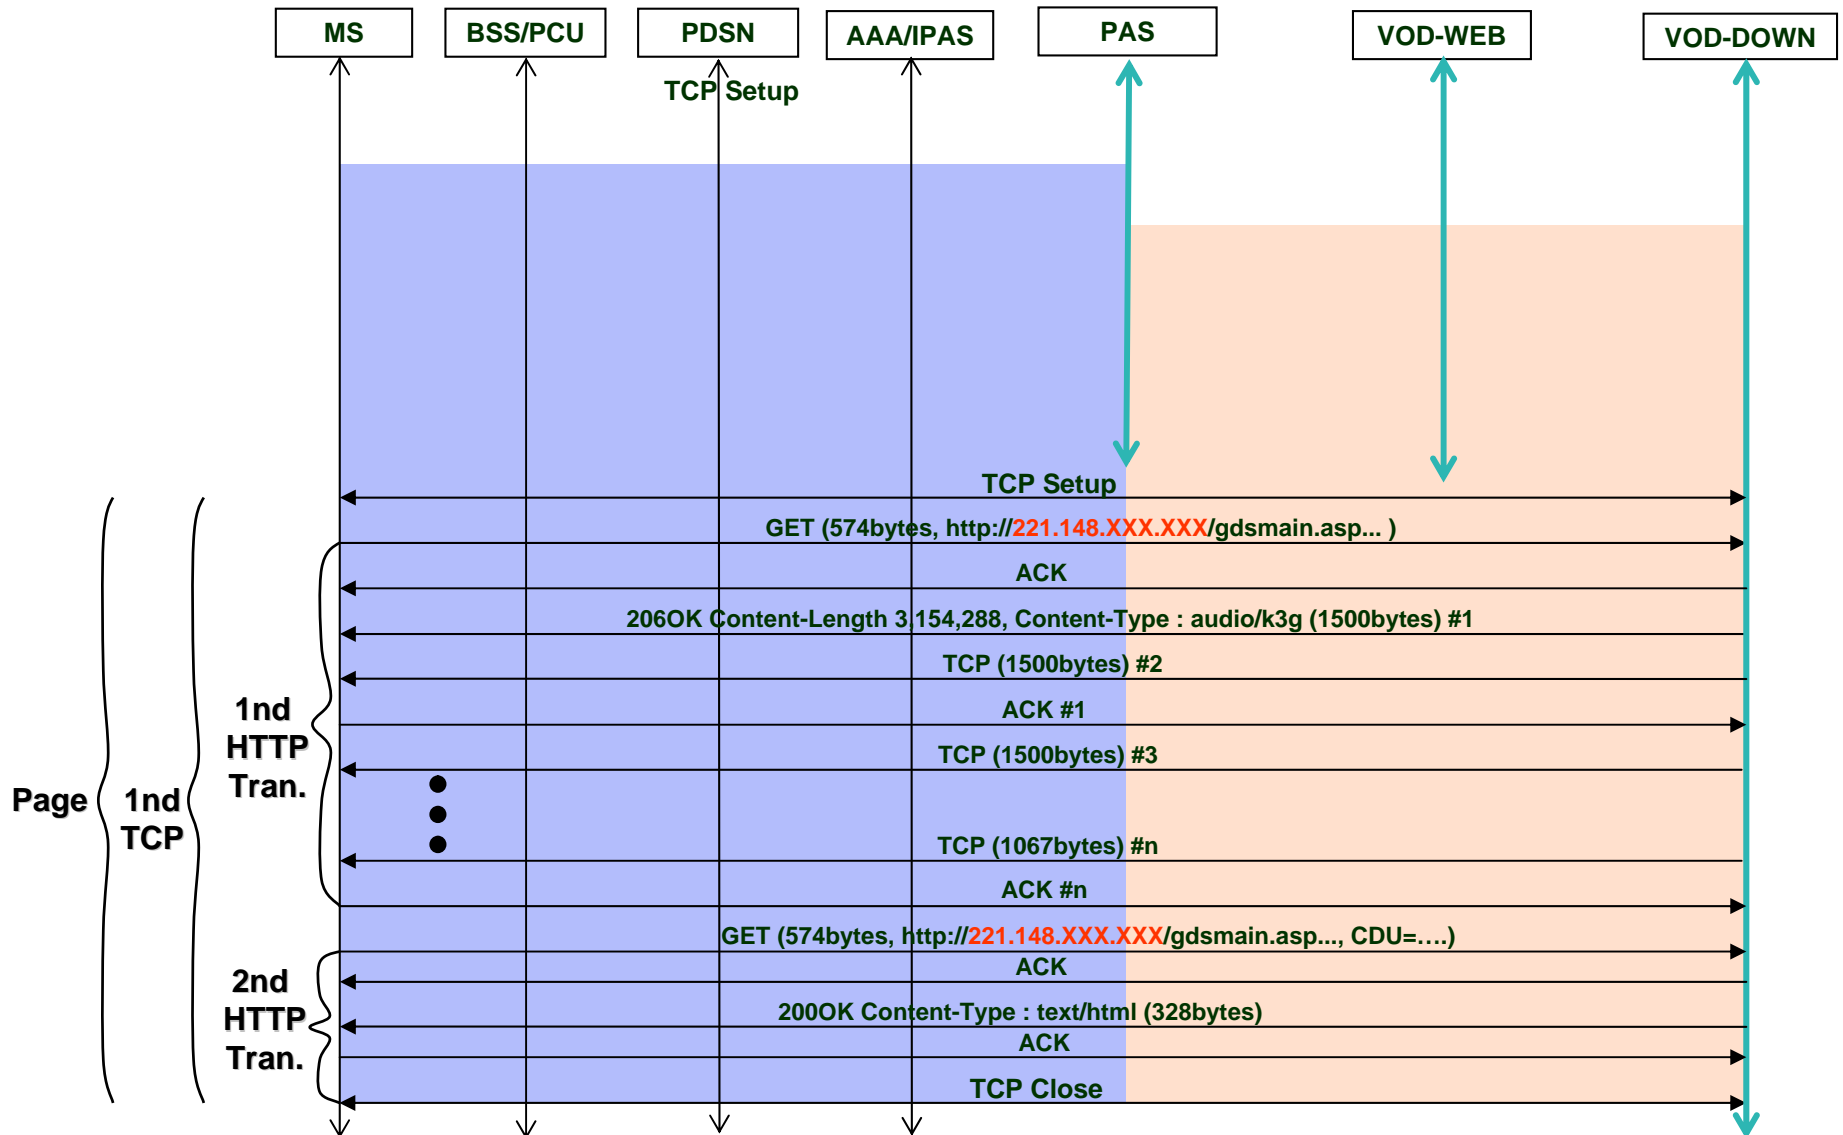 MS
BSS/PCU
PDSN
AAA/IPAS
PAS
VOD-WEB
VOD-DOWN
TCP Setup
TCP Setup
GET (574bytes, http://221.148.XXX.XXX/gdsmain.asp... )
ACK
206OK Content-Length 3,154,288, Content-Type : audio/k3g (1500bytes) #1
TCP (1500bytes) #2
ACK #1
TCP (1500bytes) #3
TCP (1067bytes) #n
ACK #n
GET (574bytes, http://221.148.XXX.XXX/gdsmain.asp..., CDU=....)
ACK
200OK Content-Type : text/html (328bytes)
ACK
TCP Close
Page
1nd
TCP
1nd
HTTP
Tran.
2nd
HTTP
Tran.